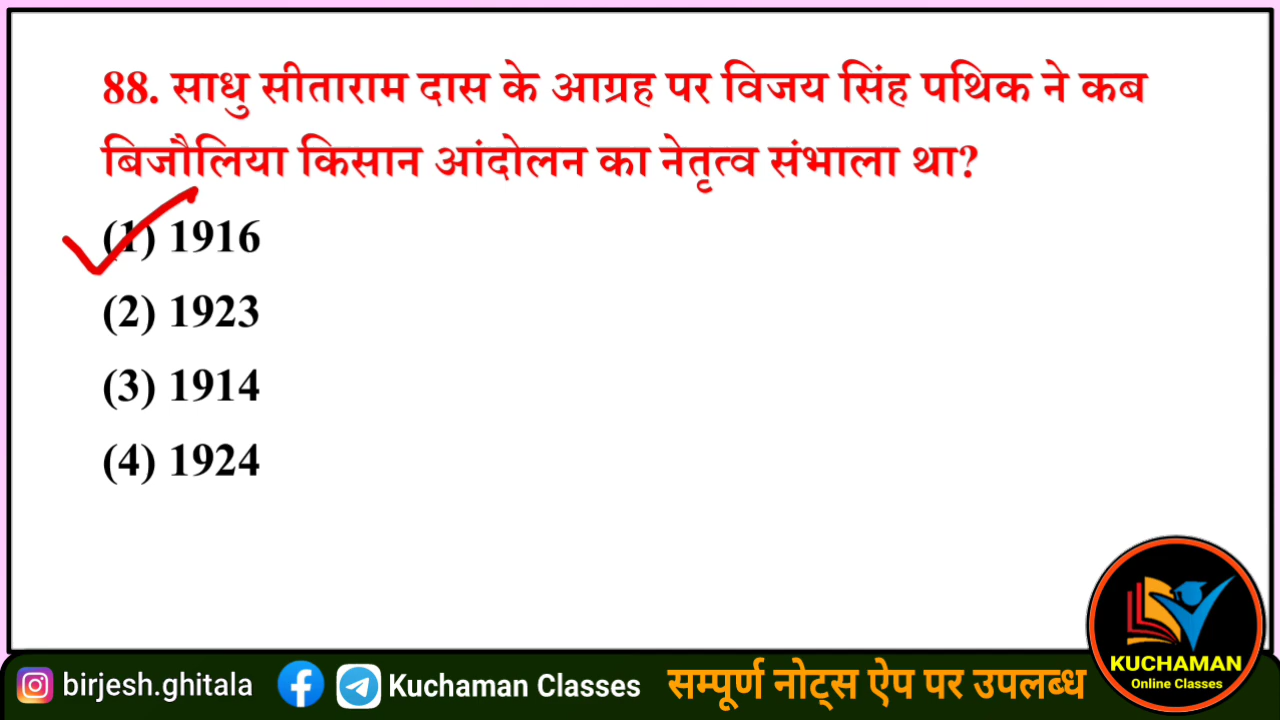 88. साधु सीताराम दास के आग्रह पर विजय सिंह पथिक ने कब
बिजौलिया किसान आंदोलन का नेतृत्व संभाला था?
(1) 1916
(2) 1923
(3) 1914
(4) 1924
KUCHAMAN
Online Classes
birjesh.ghitala
Kuchaman Classes
सम्पूर्ण नोट्स ऐप पर उपलब्ध